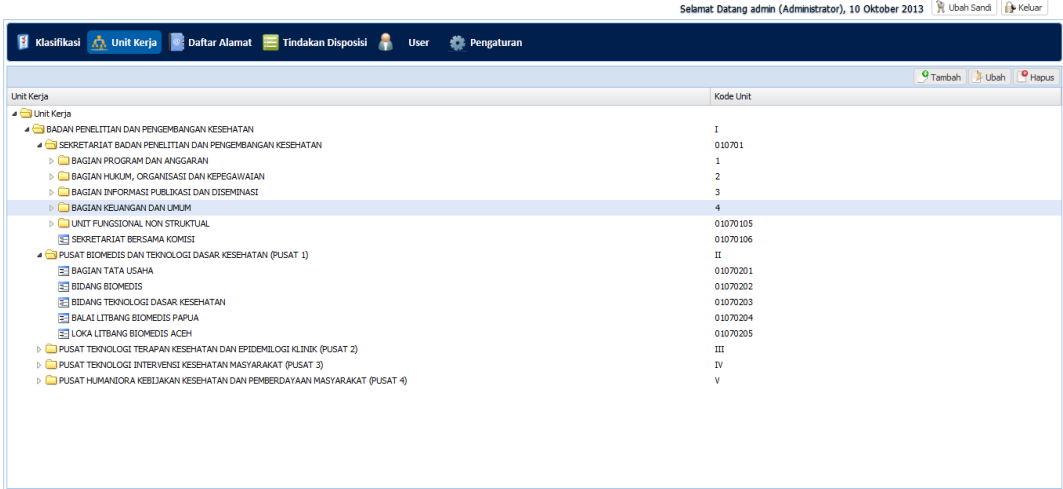 Selamat Datang admin (Administrator), 10 Oktober 2013 Ubah Sandi Keluar
Klasifikasi Unit Kerja Daftar Alamat Tindakan Disposisi User Pengaturan
Tambah Ubah Hapus
Unit Kerja Kode Unit
Unit Kerja
BADAN PENELITIAN DAN PENGEMBANGAN KESEHATAN I
SEKRETARIAT BADAN PENELITIAN DAN PENGEMBANGAN KESEHATAN 010701
BAGIAN PROGRAM DAN ANGGARAN 1
BAGIAN HUKUM, ORGANISASI DAN KEPEGAWAIAN 2
BAGIAN INFORMASI PUBLIKASI DAN DISEMINASI 3
BAGIAN KEUANGAN DAN UMUM 4
UNIT FUNGSIONAL NON STRUKTUAL 01070105
SEKRETARIAT BERSAMA KOMISI 01070106
PUSAT BIOMEDIS DAN TEKNOLOGI DASAR KESEHATAN (PUSAT 1) II
BAGIAN TATA USAHA 01070201
BIDANG BIOMEDIS 01070202
BIDANG TEKNOLOGI DASAR KESEHATAN 01070203
BALAI LITBANG BIOMEDIS PAPUA 01070204
LOKA LITBANG BIOMEDIS ACEH 01070205
PUSAT TEKNOLOGI TERAPAN KESEHATAN DAN EPIDEMILOGI KLINIK (PUSAT 2) III
PUSAT TEKNOLOGI INTERVENSI KESEHATAN MASYARAKAT (PUSAT 3) IV
PUSAT HUMANIORA KEBIJAKAN KESEHATAN DAN PEMBERDAYAAN MASYARAKAT (PUSAT 4) V